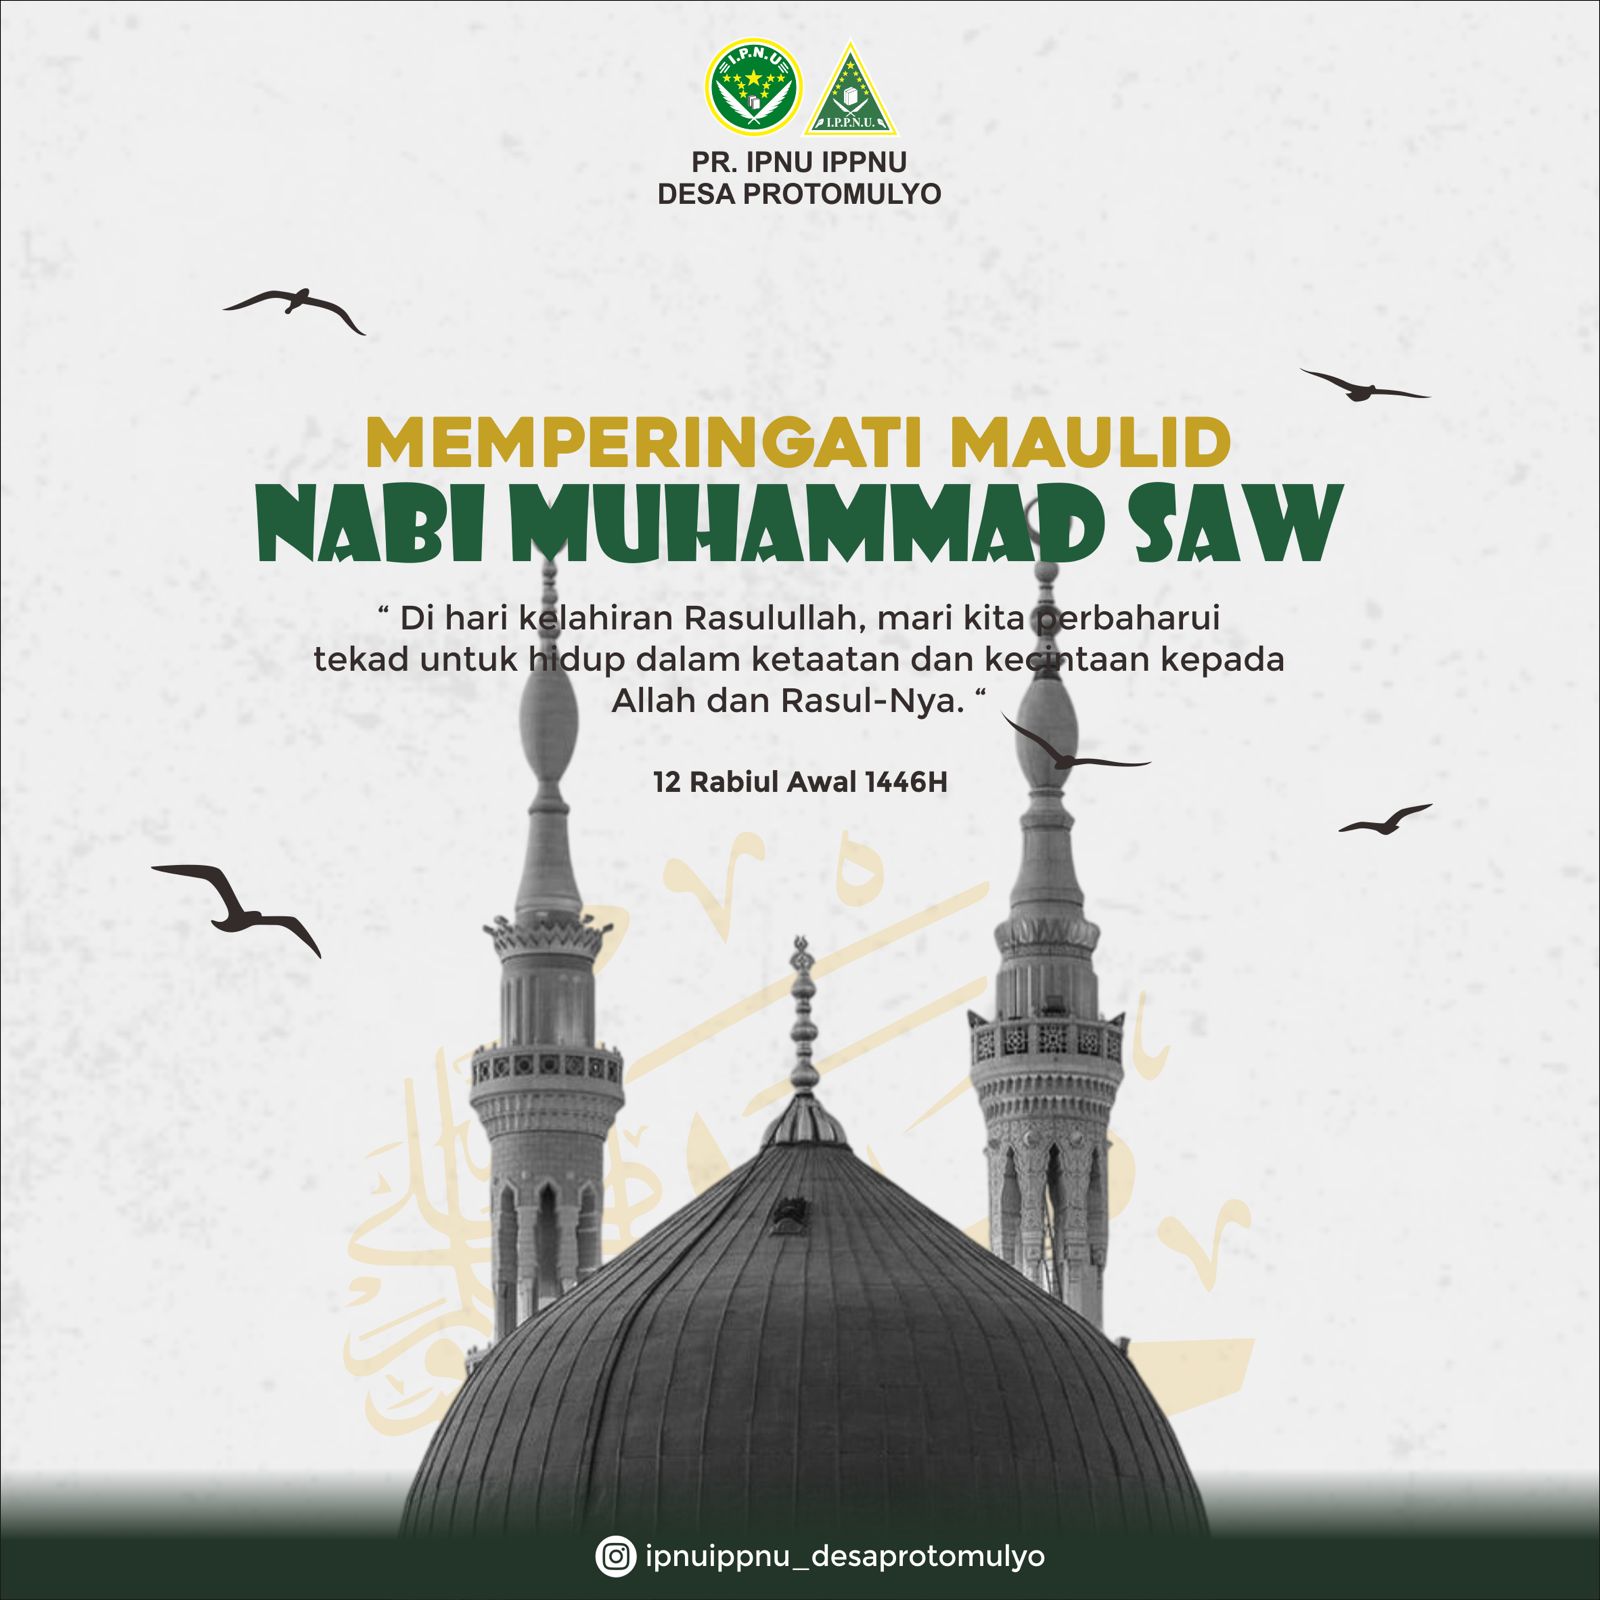 I.P.N.U
I.P.P.N.U.
PR. IPNU IPPNU
DESA PROTOMULYO
MEMPERINGATI MAULID
NABI MUHAMMAD SAW
“ Di hari kelahiran Rasulullah, mari kita perbaharui
tekad untuk hidup dalam ketaatan dan kecintaan kepada
Allah dan Rasul-Nya. “
12 Rabiul Awal 1446H
ipnuippnu_desaprotomulyo